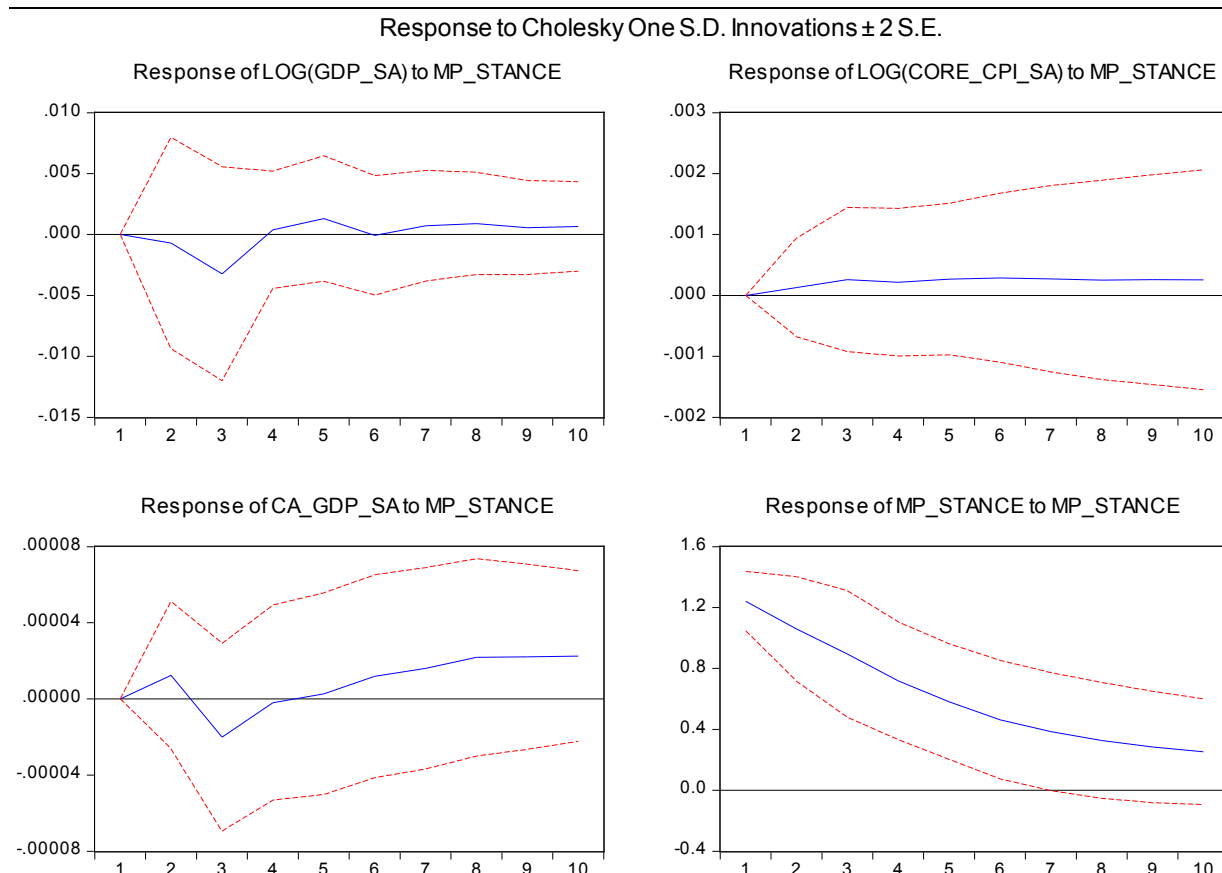 Response to Cholesky One S.D. Innovations ± 2 S.E.
Response of LOG(GDP_SA) to MP_STANCE
.010
.005
.000
-.005
-.010
-.015
1 2 3 4 5 6 7 8 9 10
Response of LOG(CORE_CPI_SA) to MP_STANCE
.003
.002
.001
.000
-.001
-.002
1 2 3 4 5 6 7 8 9 10
Response of CA_GDP_SA to MP_STANCE
.00008
.00004
.00000
-.00004
-.00008
1 2 3 4 5 6 7 8 9 10
Response of MP_STANCE to MP_STANCE
1.6
1.2
0.8
0.4
0.0
-0.4
1 2 3 4 5 6 7 8 9 10